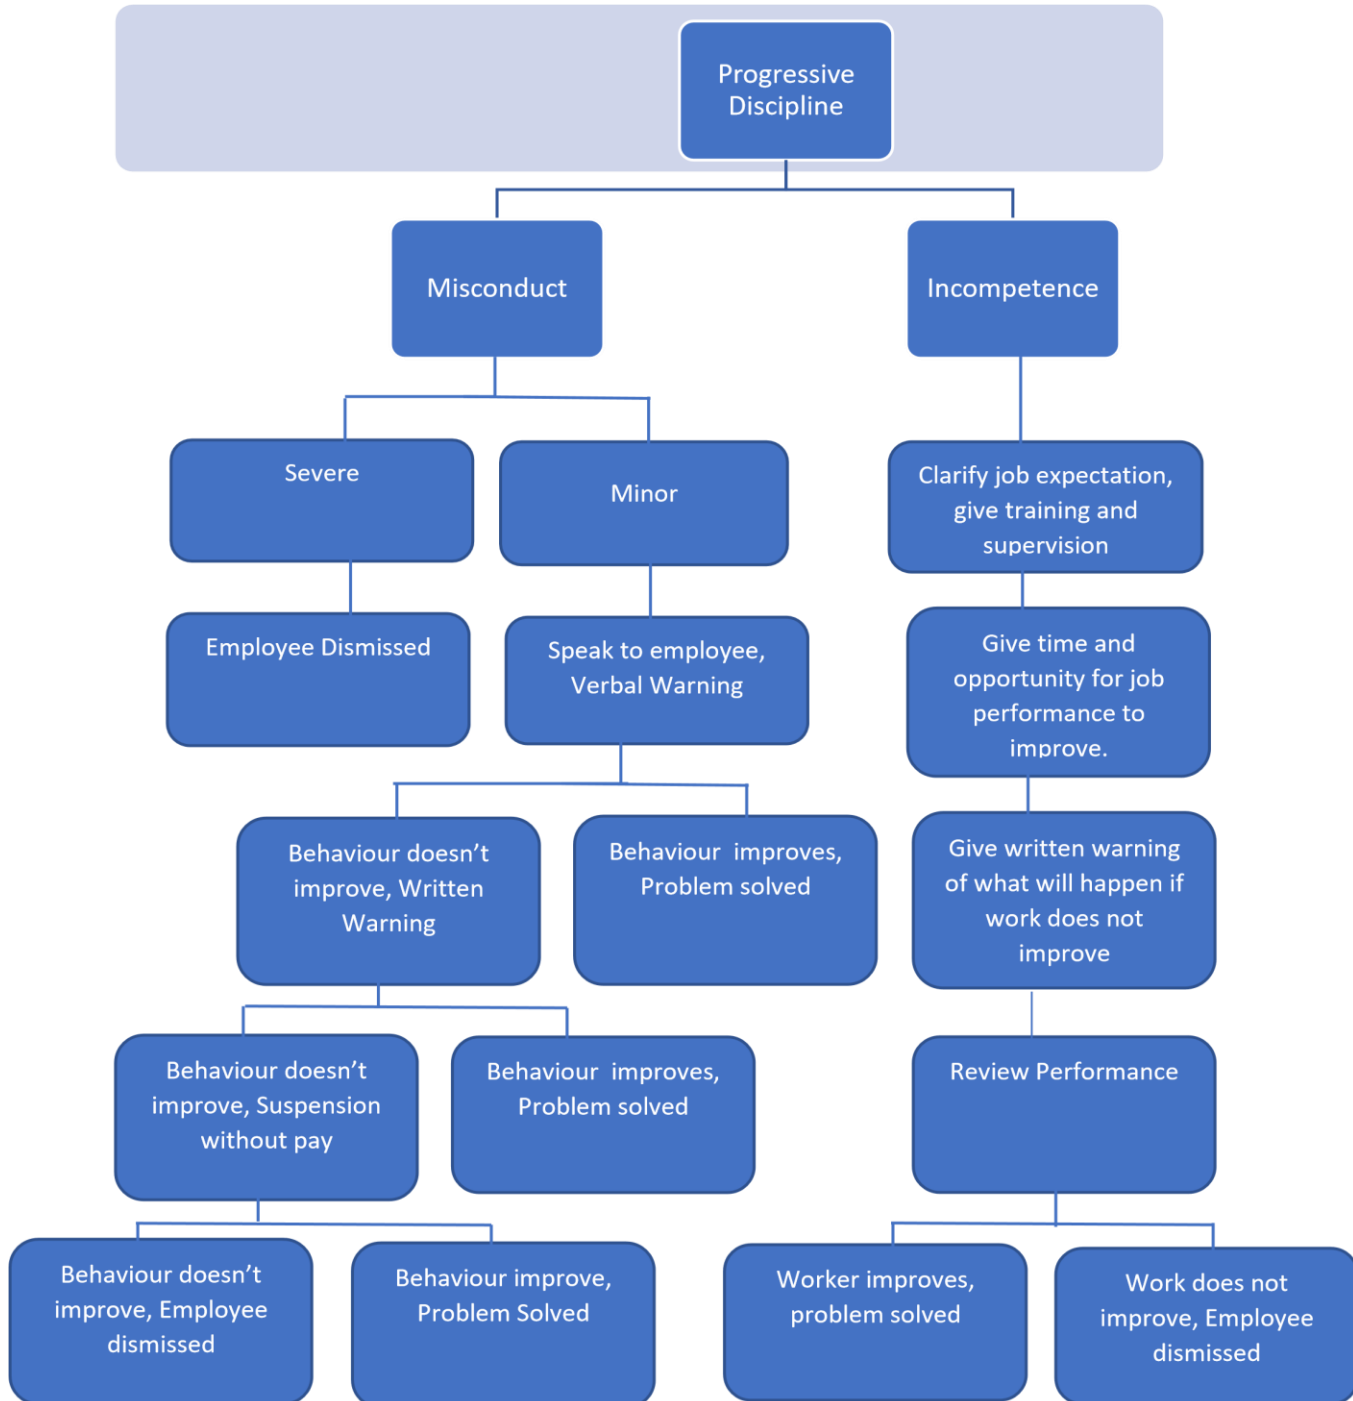 Progressive
Discipline
Misconduct
Incompetence
Severe
Minor
Clarify job expectation,
give training and
supervision
Employee Dismissed
Speak to employee,
Verbal Warning
Give time and
opportunity for job
performance to
improve.
Behaviour doesn’t
improve, Written
Warning
Behaviour  improves,
Problem solved
Give written warning
of what will happen if
work does not
improve
Behaviour doesn’t
improve, Suspension
without pay
Behaviour  improves,
Problem solved
Review Performance
Behaviour doesn’t
improve, Employee
dismissed
Behaviour improve,
Problem Solved
Worker improves,
problem solved
Work does not
improve, Employee
dismissed